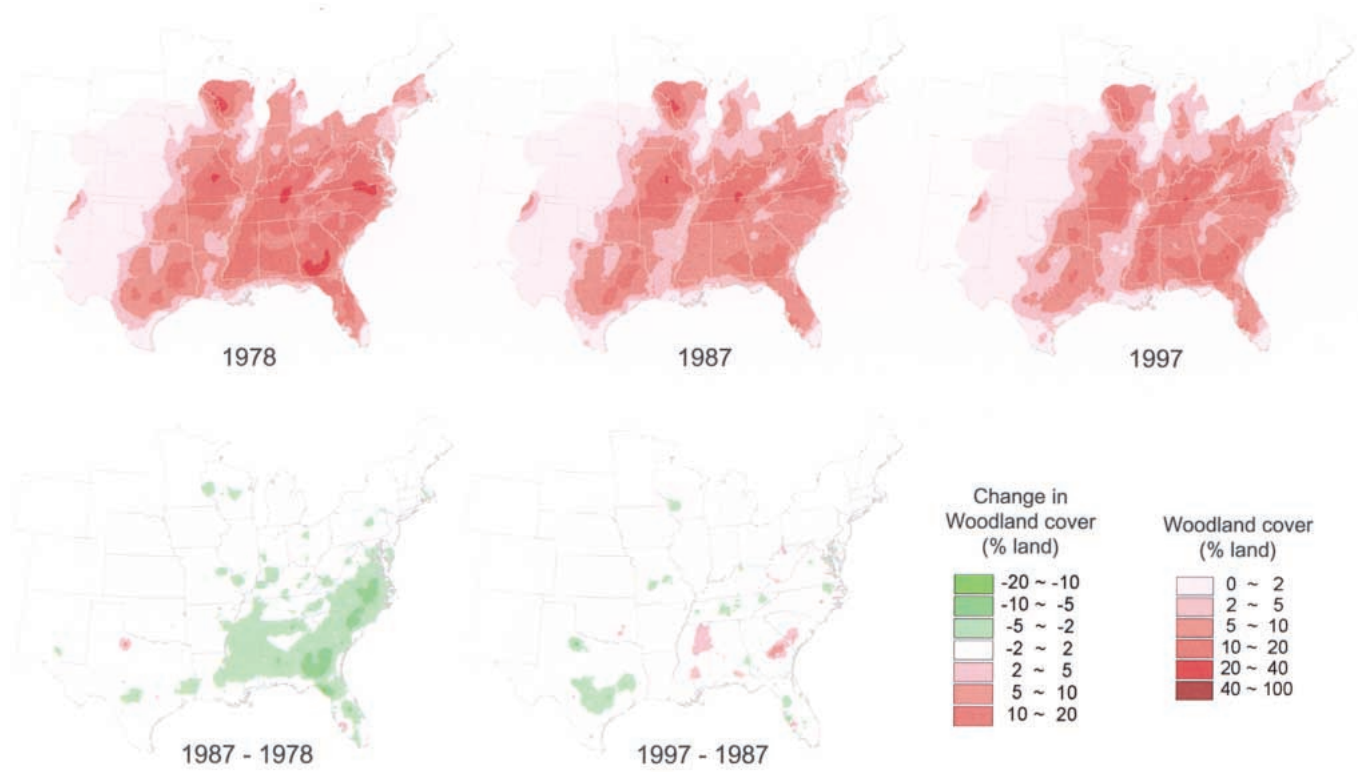 1978
1987
1997
1987 - 1978
1997 - 1987
Change in
Woodland cover
(% land)
-20 ~ -10
-10 ~ -5
-5 ~ -2
-2 ~ 2
2 ~ 5
5 ~ 10
10 ~ 20
Woodland cover
(% land)
0 ~ 2
2 ~ 5
5 ~ 10
10 ~ 20
20 ~ 40
40 ~ 100